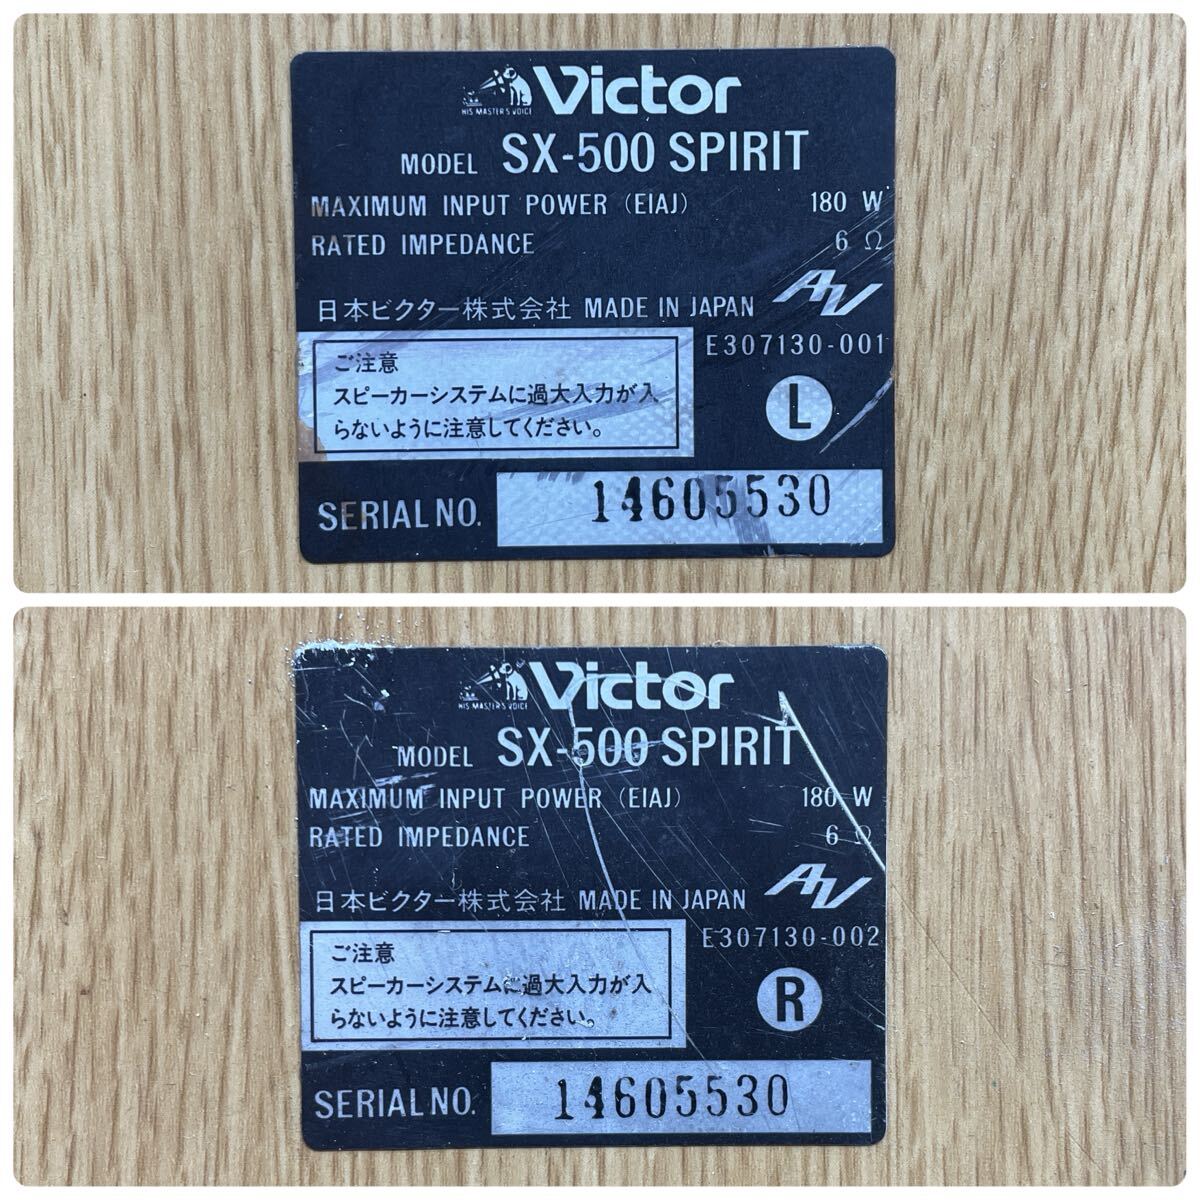 Victor
HIS MASTER'S VOICE
MODEL SX-500 SPIRIT
MAXIMUM INPUT POWER (EIAJ) 180 W
RATED IMPEDANCE 6 Ω
日本ビクター株式会社 MADE IN JAPAN AV
E307130-001
ご注意
スピーカーシステムに過大入力が入
らないように注意してください。
L
SERIAL NO. 14605530
Victor
HIS MASTER'S VOICE
MODEL SX-500 SPIRIT
MAXIMUM INPUT POWER (EIAJ) 180 W
RATED IMPEDANCE 6 Ω
日本ビクター株式会社 MADE IN JAPAN AV
E307130-002
ご注意
スピーカーシステムに過大入力が入
らないように注意してください。
R
SERIAL NO. 14605530